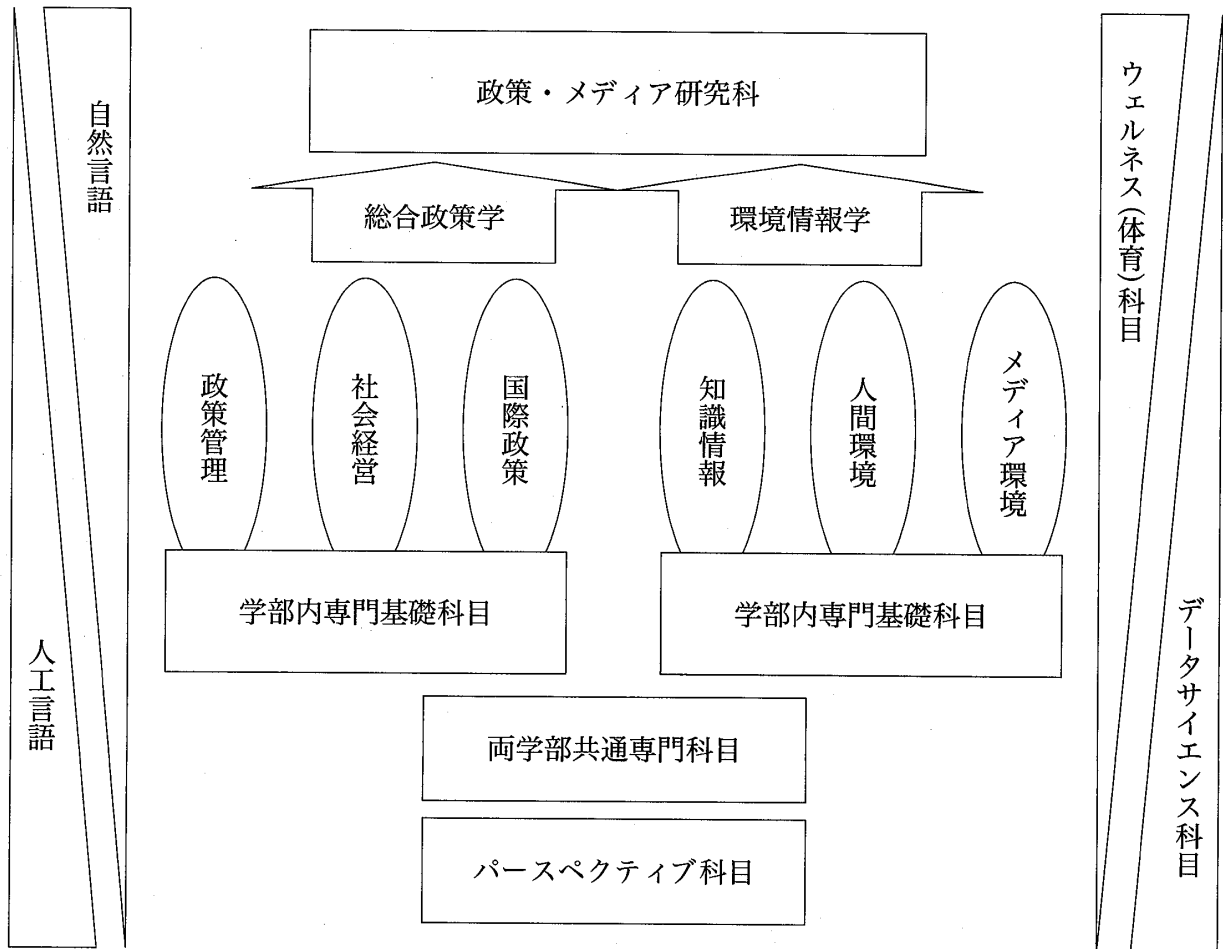 政策・メディア研究科
自然言語
ウェルネス(体育)科目
総合政策学
環境情報学
政策管理
社会経営
国際政策
知識情報
人間環境
メディア環境
学部内専門基礎科目
学部内専門基礎科目
人工言語
データサイエンス科目
両学部共通専門科目
パースペクティブ科目